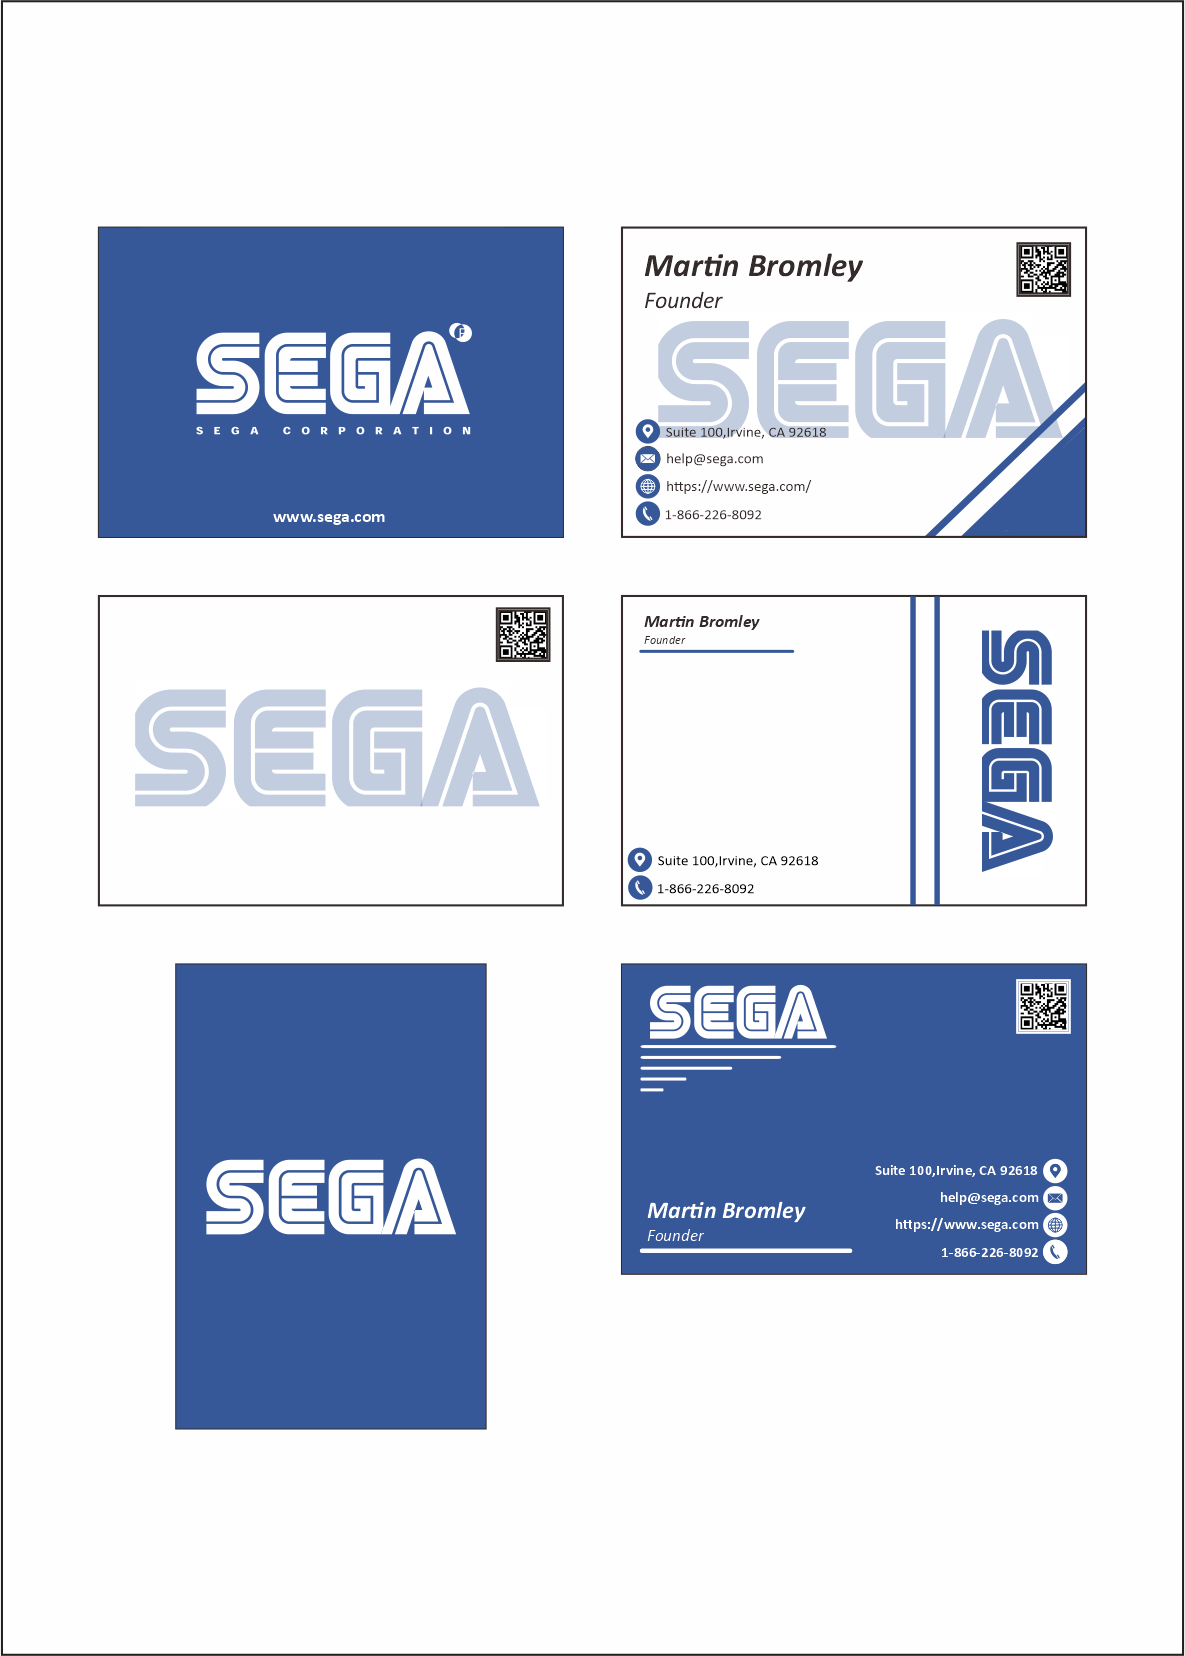 SEGA
SEGA CORPORATION
www.sega.com
Martin Bromley
Founder
SEGA
Suite 100,Irvine, CA 92618
help@sega.com
https://www.sega.com/
1-866-226-8092
SEGA
Martin Bromley
Founder
SEGA
Suite 100,Irvine, CA 92618
1-866-226-8092
SEGA
SEGA
Suite 100,Irvine, CA 92618
help@sega.com
https://www.sega.com
1-866-226-8092
Martin Bromley
Founder